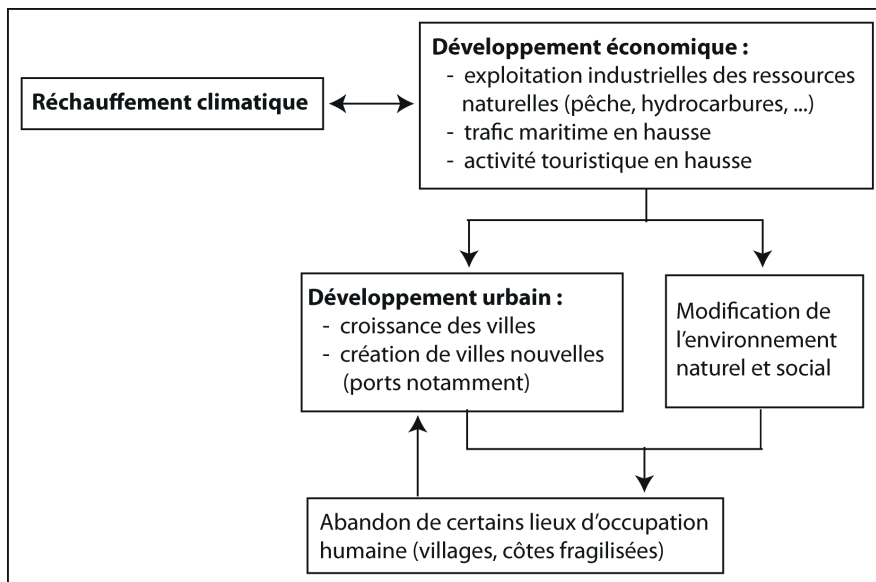 Développement économique :
- exploitation industrielles des ressources
naturelles (pêche, hydrocarbures, ...)
- trafic maritime en hausse
- activité touristique en hausse
Réchauffement climatique
Développement urbain :
- croissance des villes
- création de villes nouvelles
(ports notamment)
Modification de
l'environnement
naturel et social
Abandon de certains lieux d'occupation
humaine (villages, côtes fragilisées)